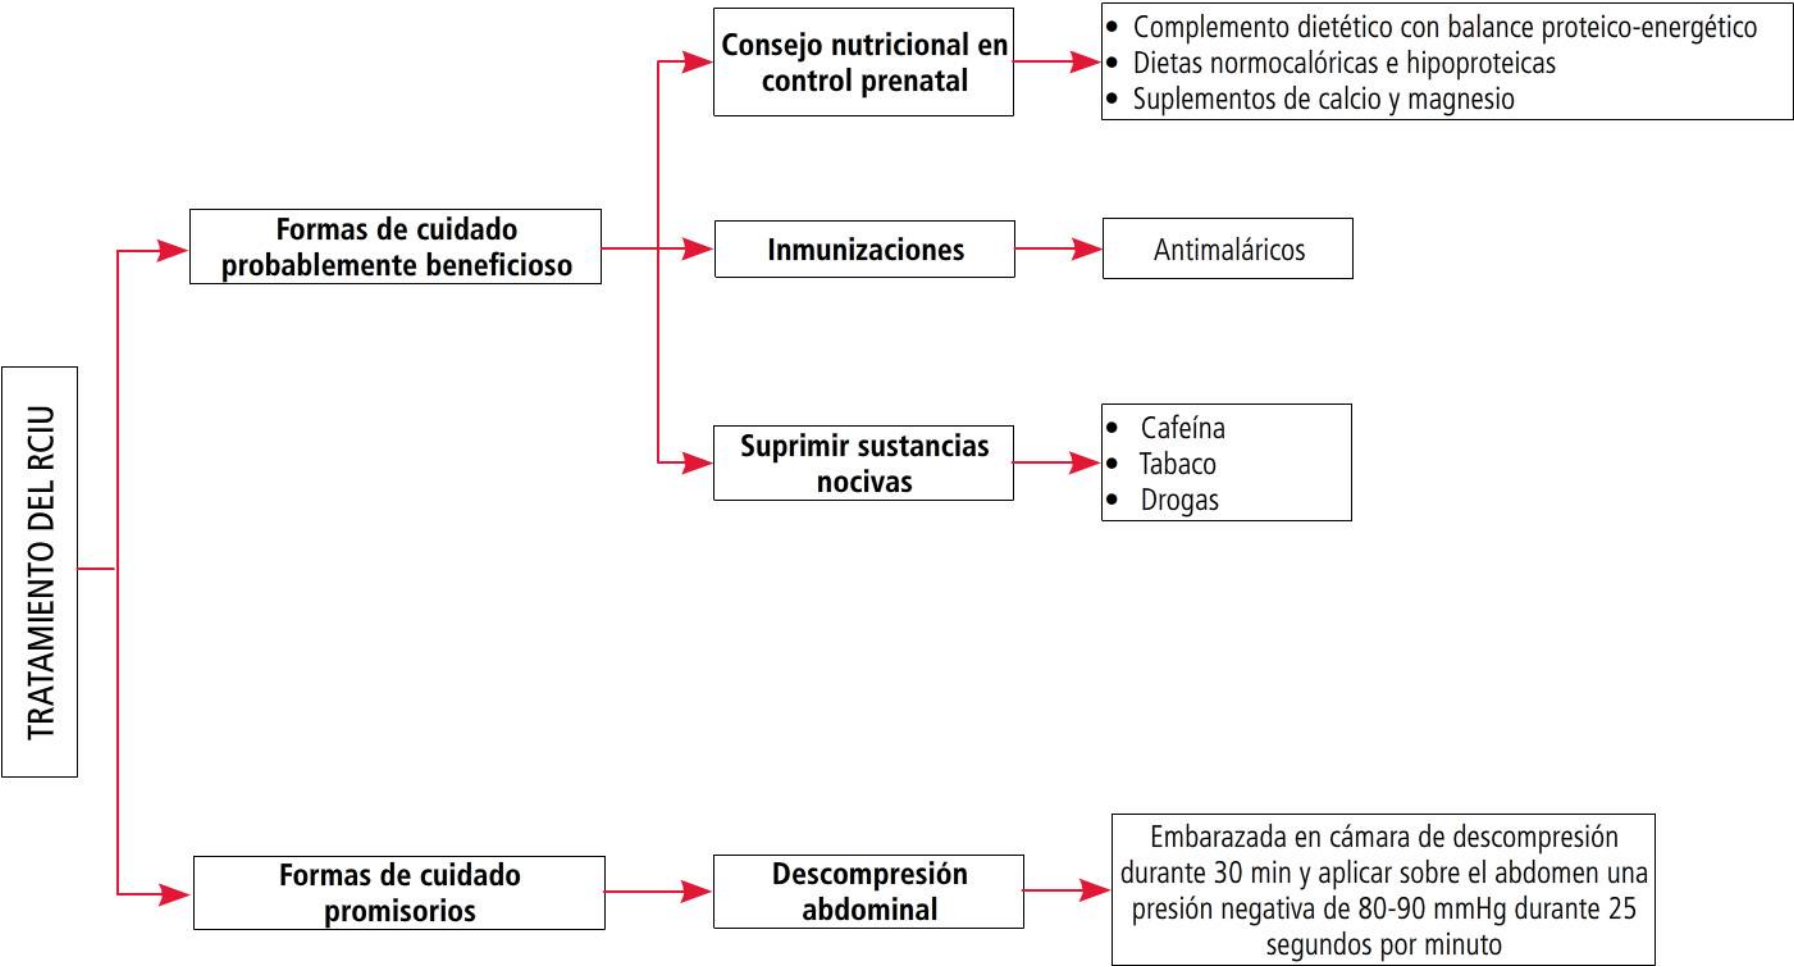 TRATAMIENTO DEL RCIU
Formas de cuidado
probablemente beneficioso
Consejo nutricional en
control prenatal
• Complemento dietético con balance proteico-energético
• Dietas normocalóricas e hipoproteicas
• Suplementos de calcio y magnesio
Inmunizaciones
Antimaláricos
Suprimir sustancias
nocivas
• Cafeína
• Tabaco
• Drogas
Formas de cuidado
promisorios
Descompresión
abdominal
Embarazada en cámara de descompresión
durante 30 min y aplicar sobre el abdomen una
presión negativa de 80-90 mmHg durante 25
segundos por minuto